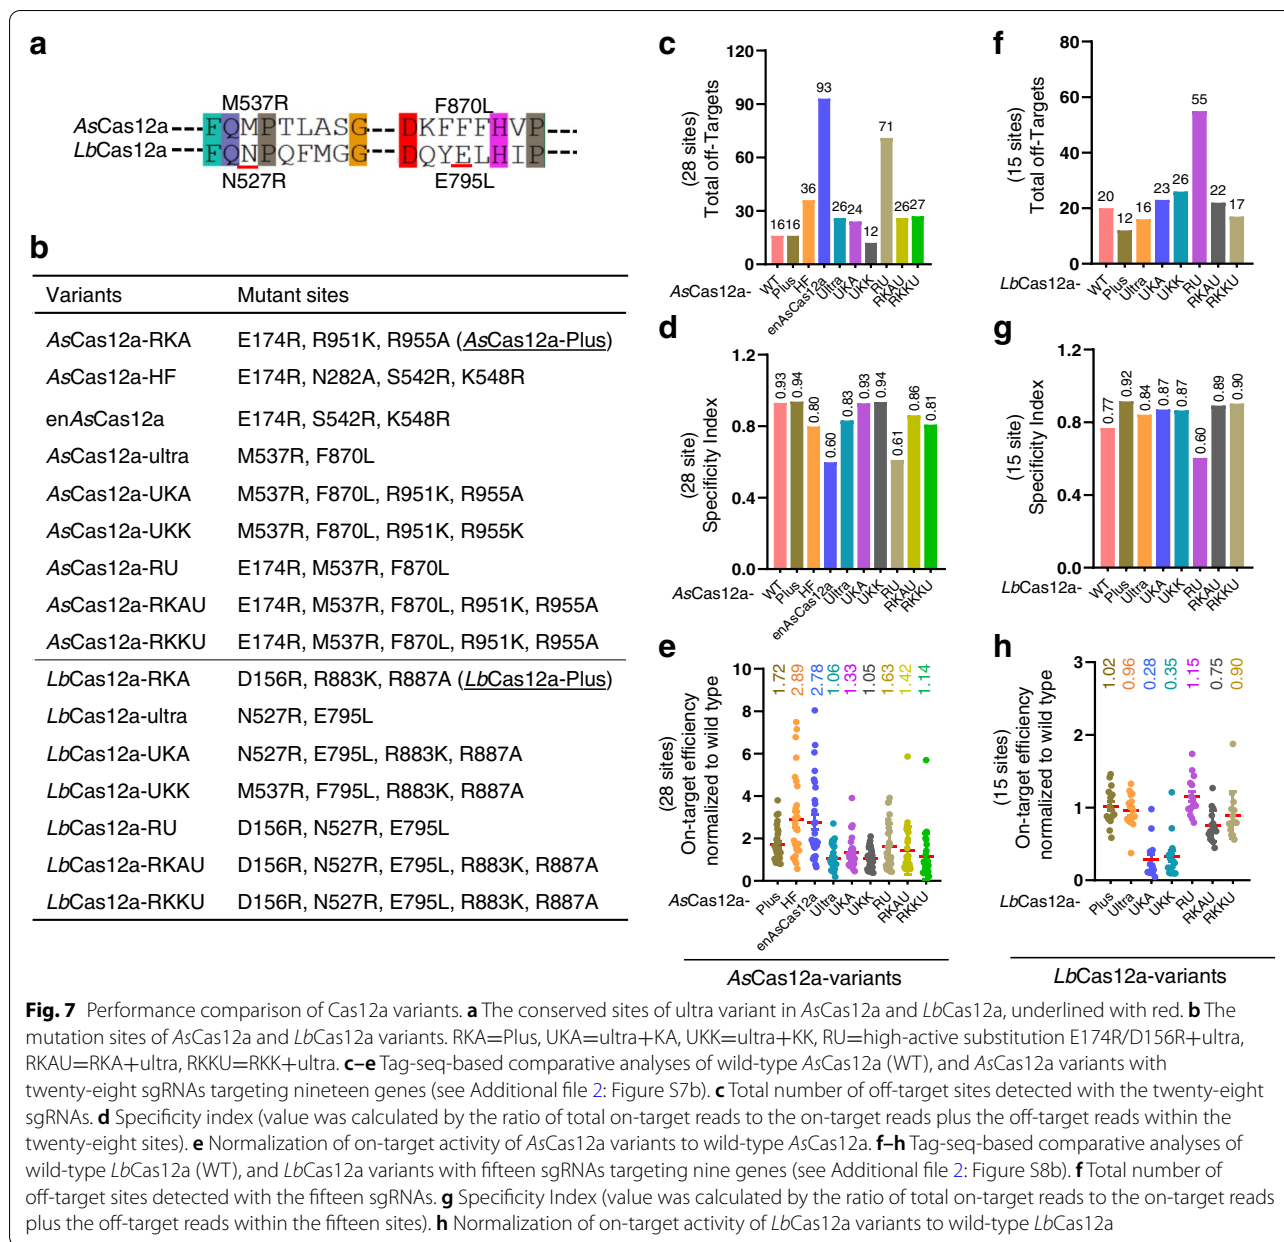 a
M537R
F870L
AsCas12a
FQMPTLASG
DKFFFHVP
LbCas12a
FQNPQFMGG
DQYELHIP
N527R
E795L
b
Variants Mutant sites
AsCas12a-RKA E174R, R951K, R955A (AsCas12a-Plus)
AsCas12a-HF E174R, N282A, S542R, K548R
enAsCas12a E174R, S542R, K548R
AsCas12a-ultra M537R, F870L
AsCas12a-UKA M537R, F870L, R951K, R955A
AsCas12a-UKK M537R, F870L, R951K, R955K
AsCas12a-RU E174R, M537R, F870L
AsCas12a-RKAU E174R, M537R, F870L, R951K, R955A
AsCas12a-RKKU E174R, M537R, F870L, R951K, R955A
LbCas12a-RKA D156R, R883K, R887A (LbCas12a-Plus)
LbCas12a-ultra N527R, E795L
LbCas12a-UKA N527R, E795L, R883K, R887A
LbCas12a-UKK M537R, F795L, R883K, R887A
LbCas12a-RU D156R, N527R, E795L
LbCas12a-RKAU D156R, N527R, E795L, R883K, R887A
LbCas12a-RKKU D156R, N527R, E795L, R883K, R887A
c
(28 sites)
Total off-Targets
120
90
60
30
0
16 16 36 93 26 24 12 71 26 27
AsCas12a-
WT Plus HF enAsCas12a Ultra UKA UKK RU RKAU RKKU
d
(28 site)
Specificity Index
1.2
0.8
0.4
0.0
0.93 0.94 0.80 0.60 0.83 0.93 0.94 0.61 0.86 0.81
AsCas12a-
WT Plus HF enAsCas12a Ultra UKA UKK RU RKAU RKKU
e
(28 sites)
On-target efficiency
normalized to wild type
10
8
6
4
2
0
1.72 2.89 2.78 1.06 1.33 1.05 1.63 1.42 1.14
AsCas12a-
Plus HF enAsCas12a Ultra UKA UKK RU RKAU RKKU
AsCas12a-variants
f
(15 sites)
Total off-Targets
80
60
40
20
0
20 12 16 23 26 55 22 17
LbCas12a-
WT Plus Ultra UKA UKK RU RKAU RKKU
g
(15 site)
Specificity Index
1.2
0.8
0.4
0.0
0.77 0.92 0.84 0.87 0.87 0.60 0.89 0.90
LbCas12a-
WT Plus Ultra UKA UKK RU RKAU RKKU
h
(15 sites)
On-target efficiency
normalized to wild type
3
2
1
0
1.02 0.96 0.28 0.35 1.15 0.75 0.90
LbCas12a-
Plus Ultra UKA UKK RU RKAU RKKU
LbCas12a-variants
Fig. 7 Performance comparison of Cas12a variants. a The conserved sites of ultra variant in AsCas12a and LbCas12a, underlined with red. b The
mutation sites of AsCas12a and LbCas12a variants. RKA=Plus, UKA=ultra+KA, UKK=ultra+KK, RU=high-active substitution E174R/D156R+ultra,
RKAU=RKA+ultra, RKKU=RKK+ultra. c–e Tag-seq-based comparative analyses of wild-type AsCas12a (WT), and AsCas12a variants with
twenty-eight sgRNAs targeting nineteen genes (see Additional file 2: Figure S7b). c Total number of off-target sites detected with the twenty-eight
sgRNAs. d Specificity index (value was calculated by the ratio of total on-target reads to the on-target reads plus the off-target reads within the
twenty-eight sites). e Normalization of on-target activity of AsCas12a variants to wild-type AsCas12a. f–h Tag-seq-based comparative analyses of
wild-type LbCas12a (WT), and LbCas12a variants with fifteen sgRNAs targeting nine genes (see Additional file 2: Figure S8b). f Total number of
off-target sites detected with the fifteen sgRNAs. g Specificity Index (value was calculated by the ratio of total on-target reads to the on-target reads
plus the off-target reads within the fifteen sites). h Normalization of on-target activity of LbCas12a variants to wild-type LbCas12a